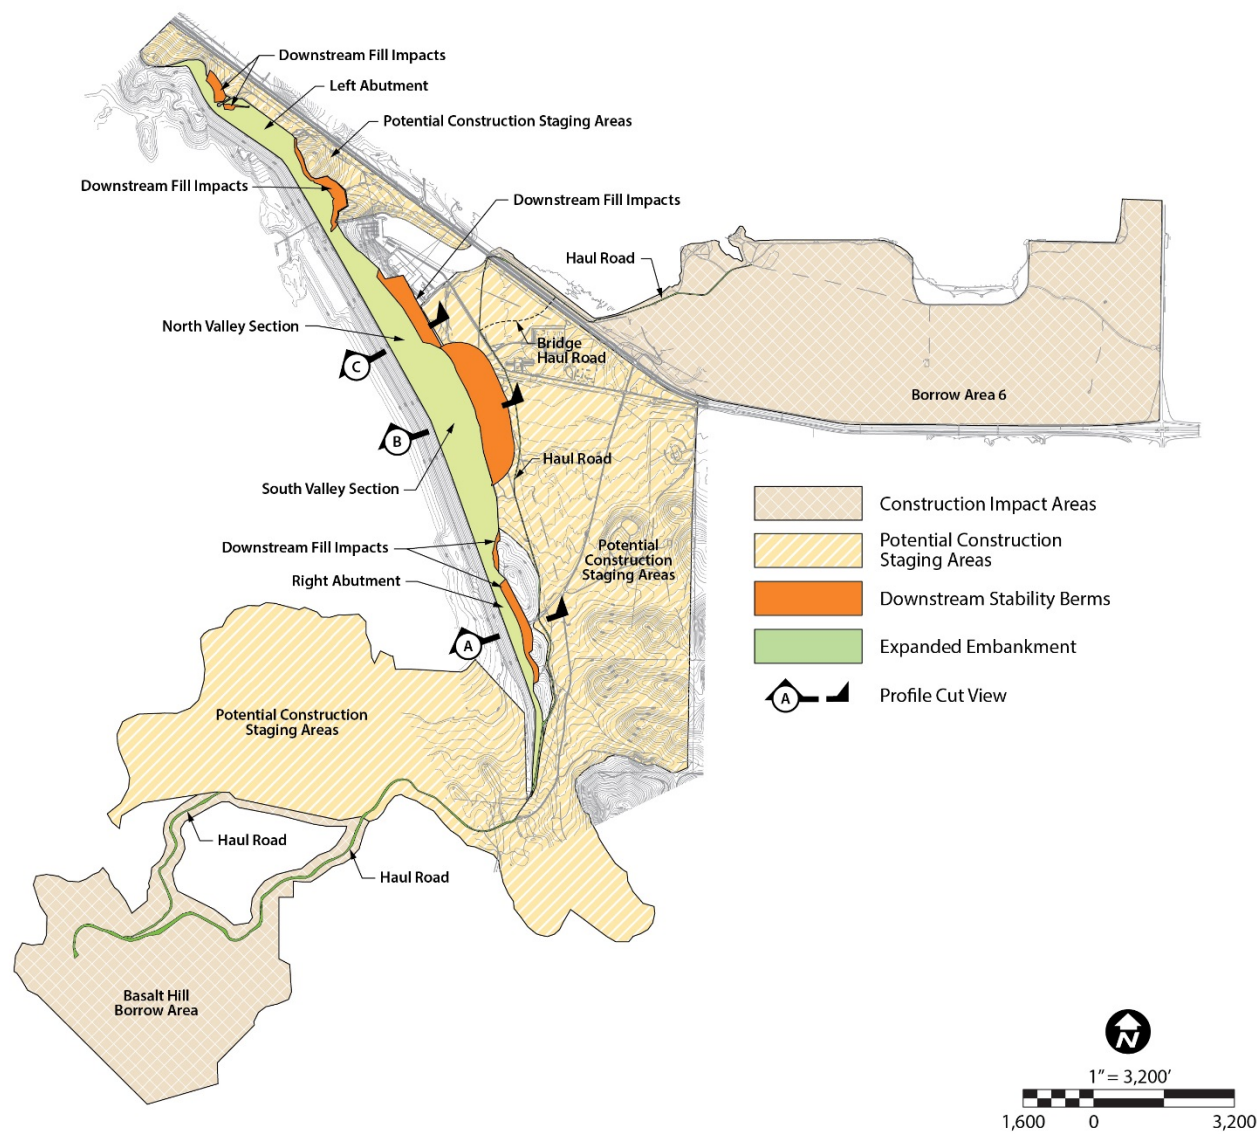 Downstream Fill Impacts
Left Abutment
Potential Construction Staging Areas
Downstream Fill Impacts
Downstream Fill Impacts
Haul Road
North Valley Section
Bridge
Haul Road
C
Borrow Area 6
B
Haul Road
South Valley Section
Construction Impact Areas
Potential Construction
Staging Areas
Downstream Fill Impacts
Potential
Construction
Staging Areas
Right Abutment
Downstream Stability Berms
A
Expanded Embankment
A
Profile Cut View
Potential Construction
Staging Areas
Haul Road
Haul Road
Basalt Hill
Borrow Area
N
1” = 3,200’
1,600 0 3,200